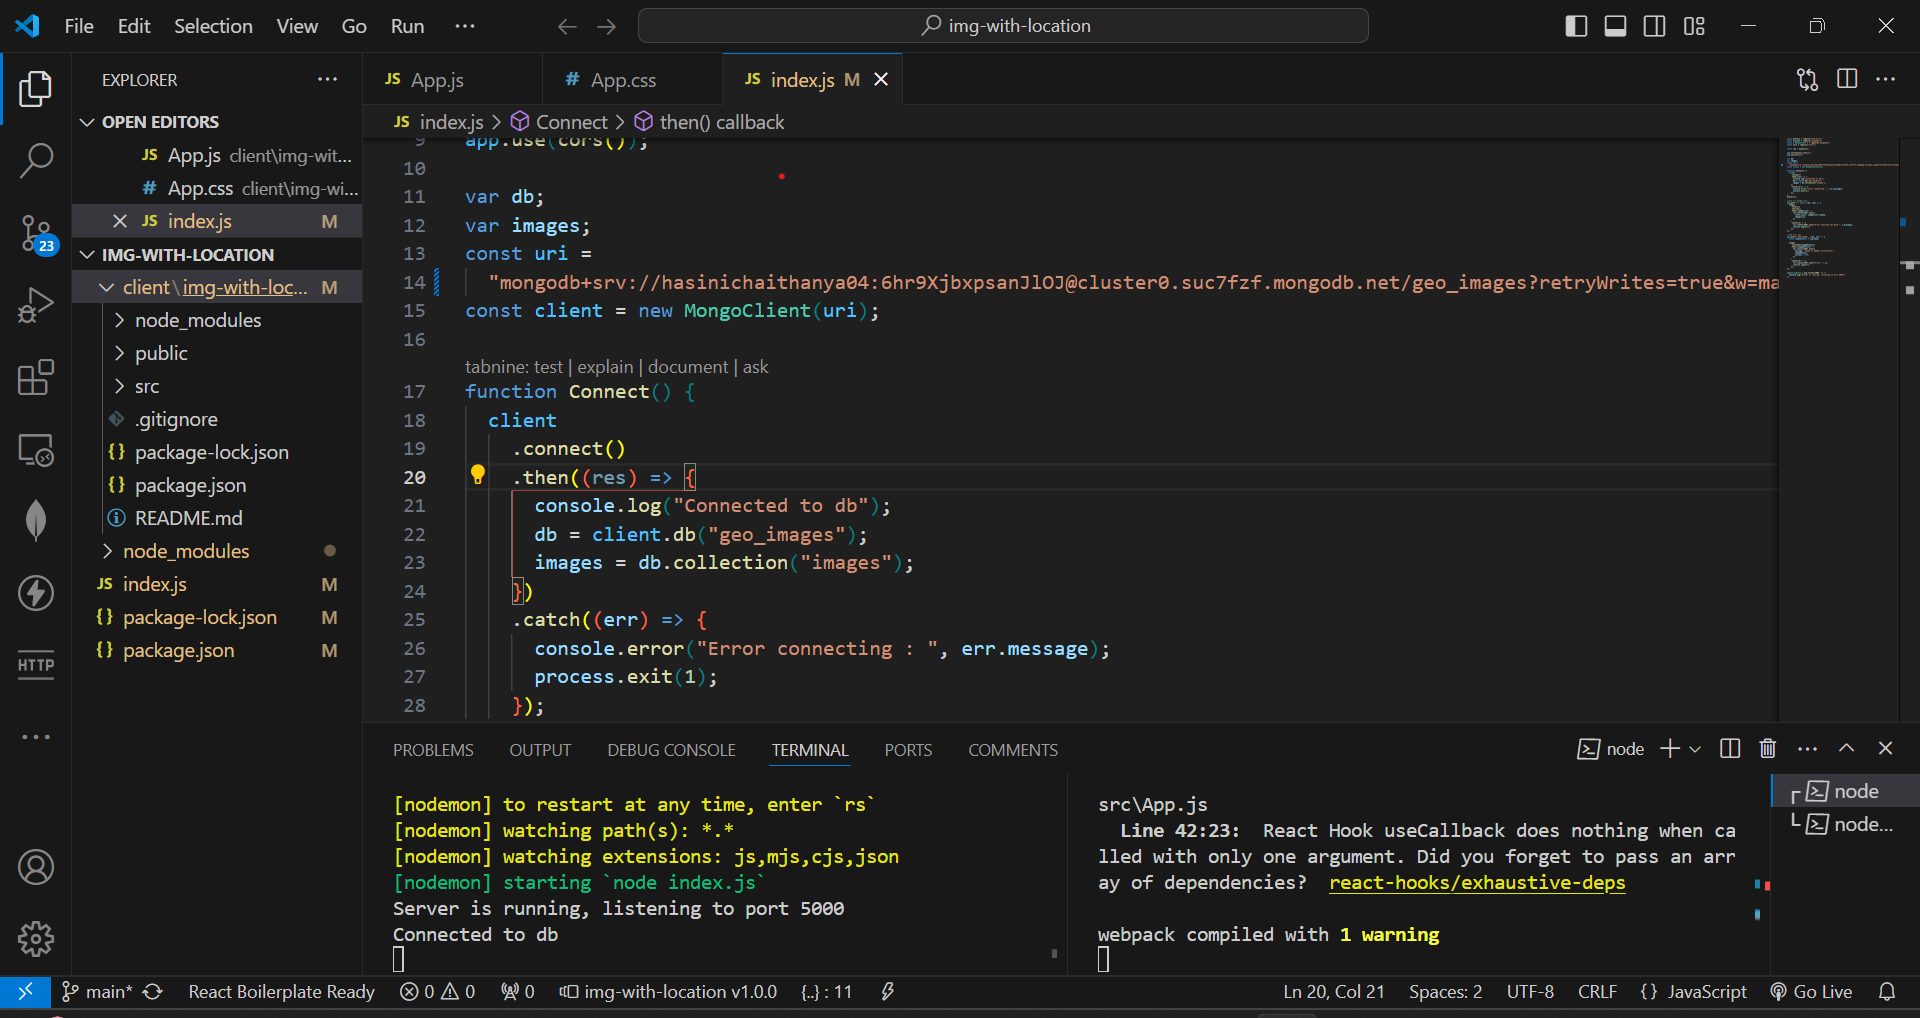 File Edit Selection View Go Run ···
img-with-location
EXPLORER ···
OPEN EDITORS
JS App.js client\img-wit...
# App.css client\img-wi...
JS index.js M
23
IMG-WITH-LOCATION
client\img-with-loc... M
node_modules
public
src
.gitignore
{} package-lock.json
{} package.json
README.md
node_modules
JS index.js M
{} package-lock.json M
{} package.json M
HTTP
JS App.js
# App.css
JS index.js M
JS index.js > Connect > then() callback
9 app.use(cors());
10
11 var db;
12 var images;
13 const uri =
14 "mongodb+srv://hasinichaithanya04:6hr9XjbxpsanJlOJ@cluster0.suc7fzf.mongodb.net/geo_images?retryWrites=true&w=ma
15 const client = new MongoClient(uri);
16
tabnine: test | explain | document | ask
17 function Connect() {
18 client
19 .connect()
20 .then((res) => {
21 console.log("Connected to db");
22 db = client.db("geo_images");
23 images = db.collection("images");
24 })
25 .catch((err) => {
26 console.error("Error connecting : ", err.message);
27 process.exit(1);
28 });
PROBLEMS OUTPUT DEBUG CONSOLE TERMINAL PORTS COMMENTS
node
[nodemon] to restart at any time, enter `rs`
[nodemon] watching path(s): *.*
[nodemon] watching extensions: js,mjs,cjs,json
[nodemon] starting `node index.js`
Server is running, listening to port 5000
Connected to db
src\App.js
Line 42:23: React Hook useCallback does nothing when ca
lled with only one argument. Did you forget to pass an arr
ay of dependencies? react-hooks/exhaustive-deps
webpack compiled with 1 warning
node
node...
main* React Boilerplate Ready 0 0 0 img-with-location v1.0.0 {..} : 11
Ln 20, Col 21 Spaces: 2 UTF-8 CRLF {} JavaScript Go Live